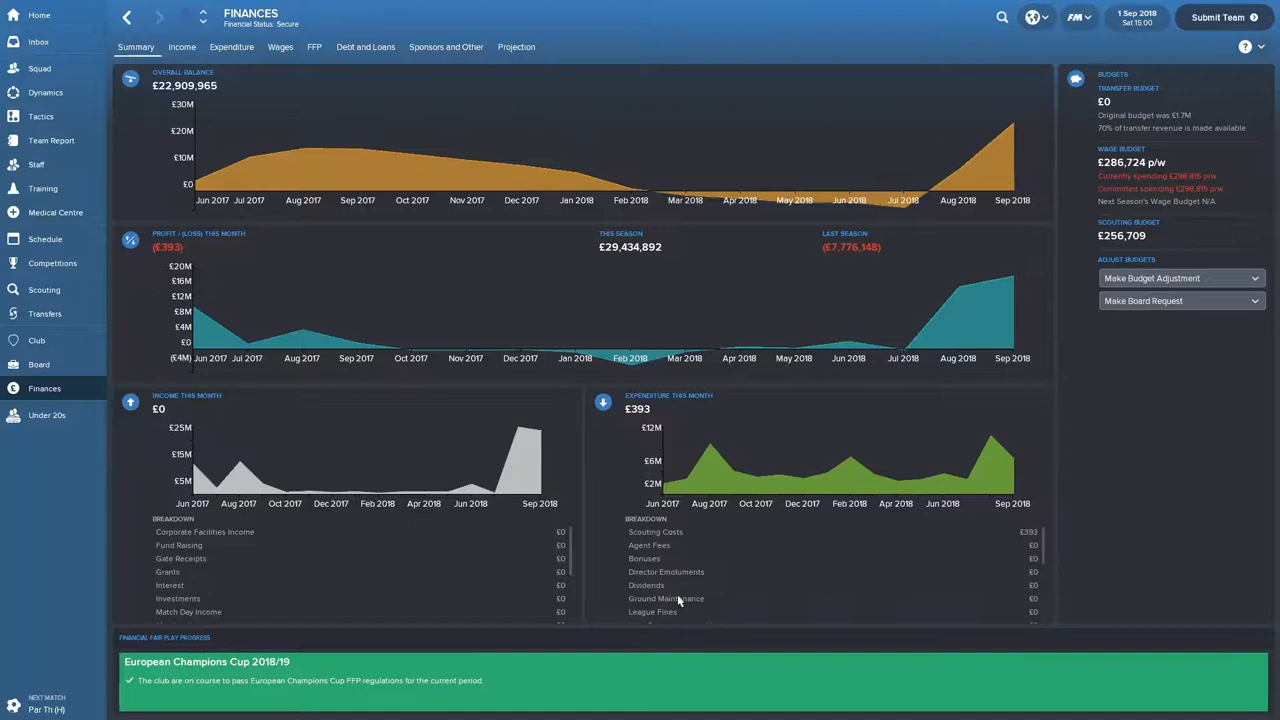 Home
Inbox
Squad
Dynamics
Tactics
Team Report
Staff
Training
Medical Centre
Schedule
Competitions
Scouting
Transfers
Club
Board
Finances
Under 20s
NEXT MATCH
Par Th (H)
FINANCES
Financial Status: Secure
FM
1 Sep 2018
Sat 15:00
Submit Team
Summary Income Expenditure Wages FFP Debt and Loans Sponsors and Other Projection
?
OVERALL BALANCE
£22,909,965
£30M
£20M
£10M
£0
Jun 2017 Jul 2017 Aug 2017 Sep 2017 Oct 2017 Nov 2017 Dec 2017 Jan 2018 Feb 2018 Mar 2018 Apr 2018 May 2018 Jun 2018 Jul 2018 Aug 2018 Sep 2018
PROFIT / (LOSS) THIS MONTH
(£393)
THIS SEASON
£29,434,892
LAST SEASON
(£7,776,148)
£20M
£16M
£12M
£8M
£4M
£0
(£4M)
Jun 2017 Jul 2017 Aug 2017 Sep 2017 Oct 2017 Nov 2017 Dec 2017 Jan 2018 Feb 2018 Mar 2018 Apr 2018 May 2018 Jun 2018 Jul 2018 Aug 2018 Sep 2018
INCOME THIS MONTH
£0
£25M
£15M
£5M
Jun 2017 Aug 2017 Oct 2017 Dec 2017 Feb 2018 Apr 2018 Jun 2018 Sep 2018
BREAKDOWN
Corporate Facilities Income £0
Fund Raising £0
Gate Receipts £0
Grants £0
Interest £0
Investments £0
Match Day Income £0
EXPENDITURE THIS MONTH
£393
£12M
£6M
£2M
Jun 2017 Aug 2017 Oct 2017 Dec 2017 Feb 2018 Apr 2018 Jun 2018 Sep 2018
BREAKDOWN
Scouting Costs £393
Agent Fees £0
Bonuses £0
Director Emoluments £0
Dividends £0
Ground Maintenance £0
League Fines £0
BUDGETS
TRANSFER BUDGET
£0
Original budget was £1.7M
70% of transfer revenue is made available
WAGE BUDGET
£286,724 p/w
Currently spending £298,815 p/w
Committed spending £298,815 p/w
Next Season's Wage Budget N/A
SCOUTING BUDGET
£256,709
ADJUST BUDGETS
Make Budget Adjustment
Make Board Request
FINANCIAL FAIR PLAY PROGRESS
European Champions Cup 2018/19
The club are on course to pass European Champions Cup FFP regulations for the current period.